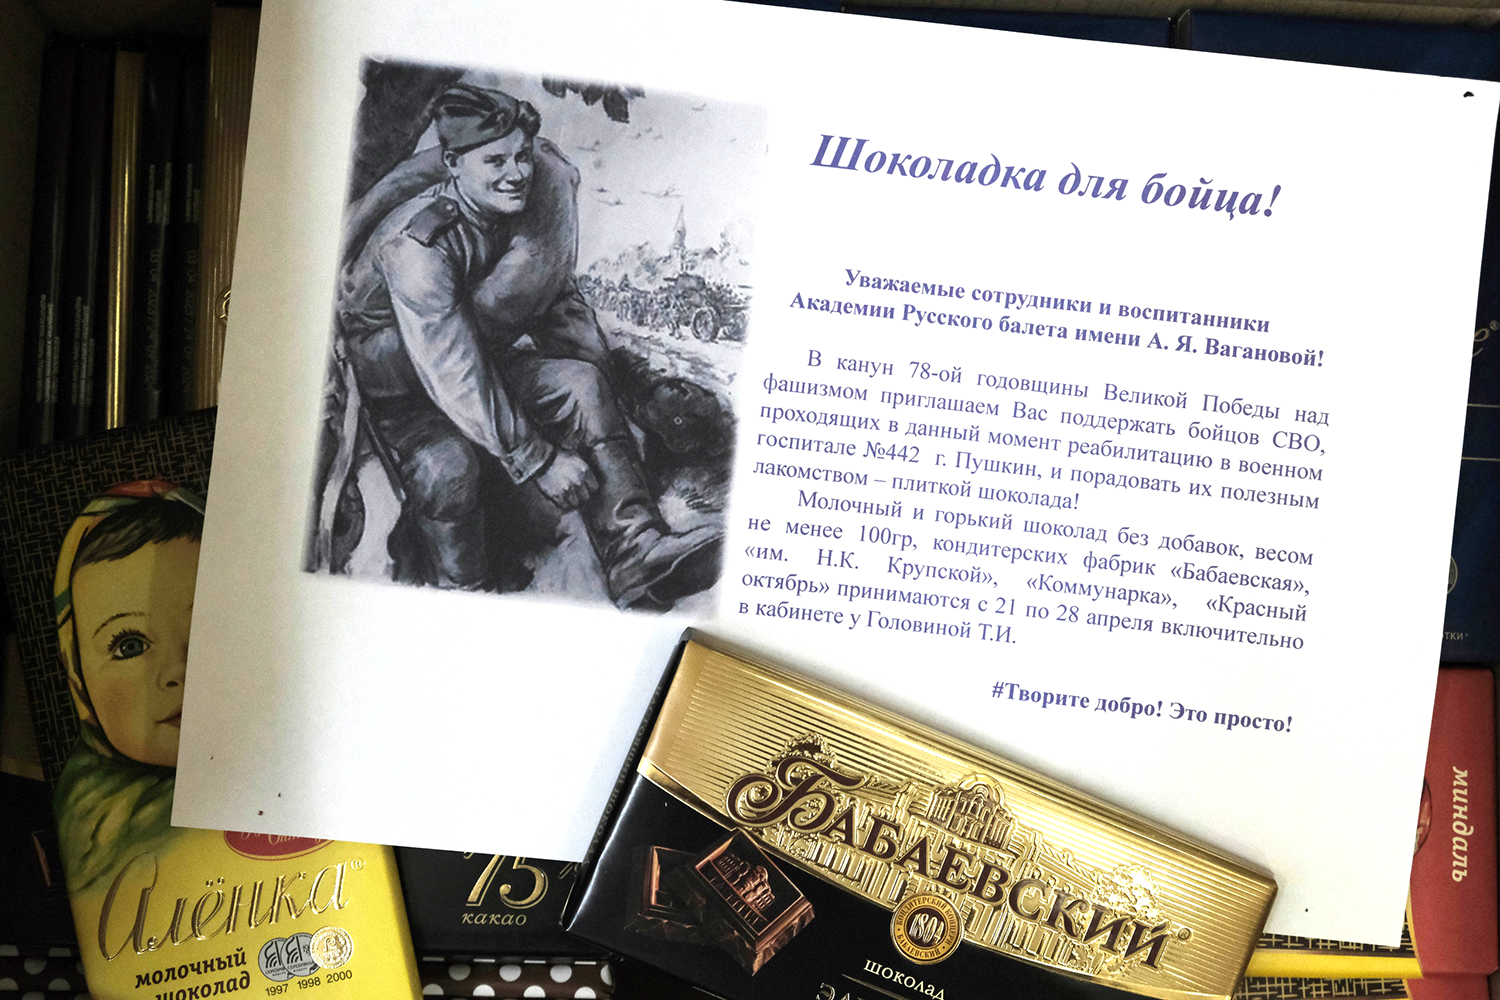 Шоколадка для бойца!
Уважаемые сотрудники и воспитанники
Академии Русского балета имени А. Я. Вагановой!
В канун 78-ой годовщины Великой Победы над
фашизмом приглашаем Вас поддержать бойцов СВО,
проходящих в данный момент реабилитацию в военном
госпитале №442 г. Пушкин, и порадовать их полезным
лакомством – плиткой шоколада!
Молочный и горький шоколад без добавок, весом
не менее 100гр, кондитерских фабрик «Бабаевская»,
«им. Н.К. Крупской», «Коммунарка», «Красный
октябрь» принимаются с 21 по 28 апреля включительно
в кабинете у Головиной Т.И.
#Творите добро! Это просто!
Алёнка®
молочный
шоколад
1997 1998 2000
75%
какао
БАБАЕВСКИЙ®
1804
шоколад
миндаль